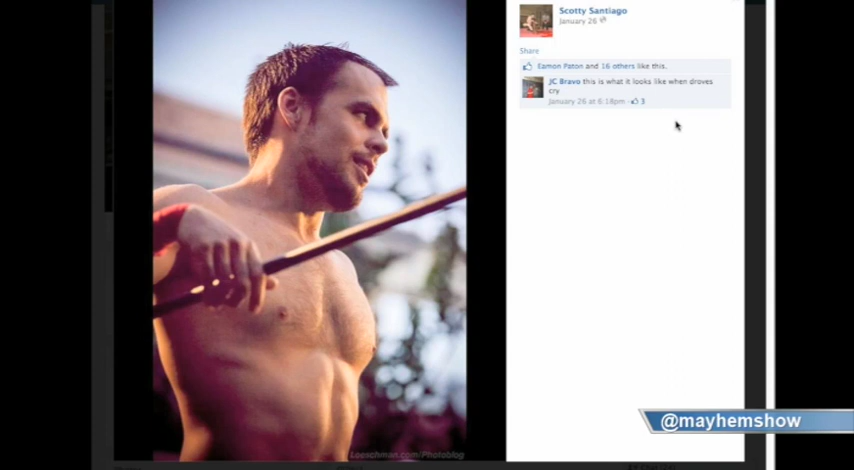 Scotty Santiago
January 26
Share
Eamon Paton and 16 others like this.
JC Bravo this is what it looks like when droves
cry
January 26 at 6:18pm · 3
@mayhemshow
Loeschman.com/Photoblog